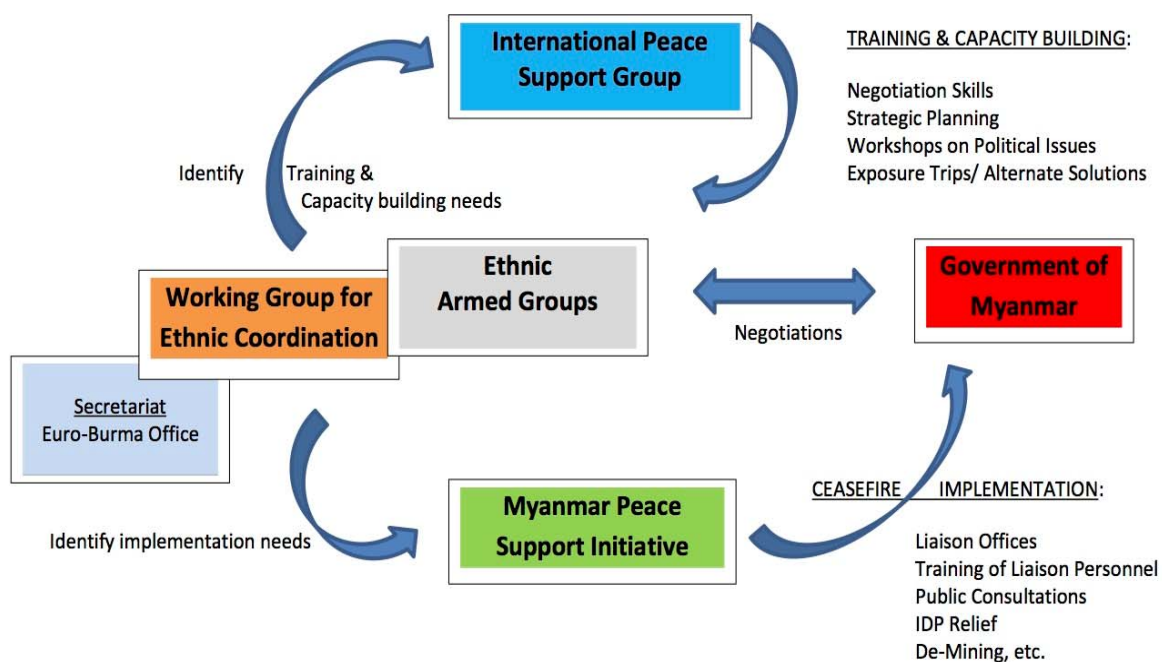 International Peace
Support Group
TRAINING & CAPACITY BUILDING:
Negotiation Skills
Strategic Planning
Workshops on Political Issues
Exposure Trips/ Alternate Solutions
Identify Training &
Capacity building needs
Ethnic
Armed Groups
Working Group for
Ethnic Coordination
Negotiations
Government of
Myanmar
Secretariat
Euro-Burma Office
Identify implementation needs
Myanmar Peace
Support Initiative
CEASEFIRE IMPLEMENTATION:
Liaison Offices
Training of Liaison Personnel
Public Consultations
IDP Relief
De-Mining, etc.